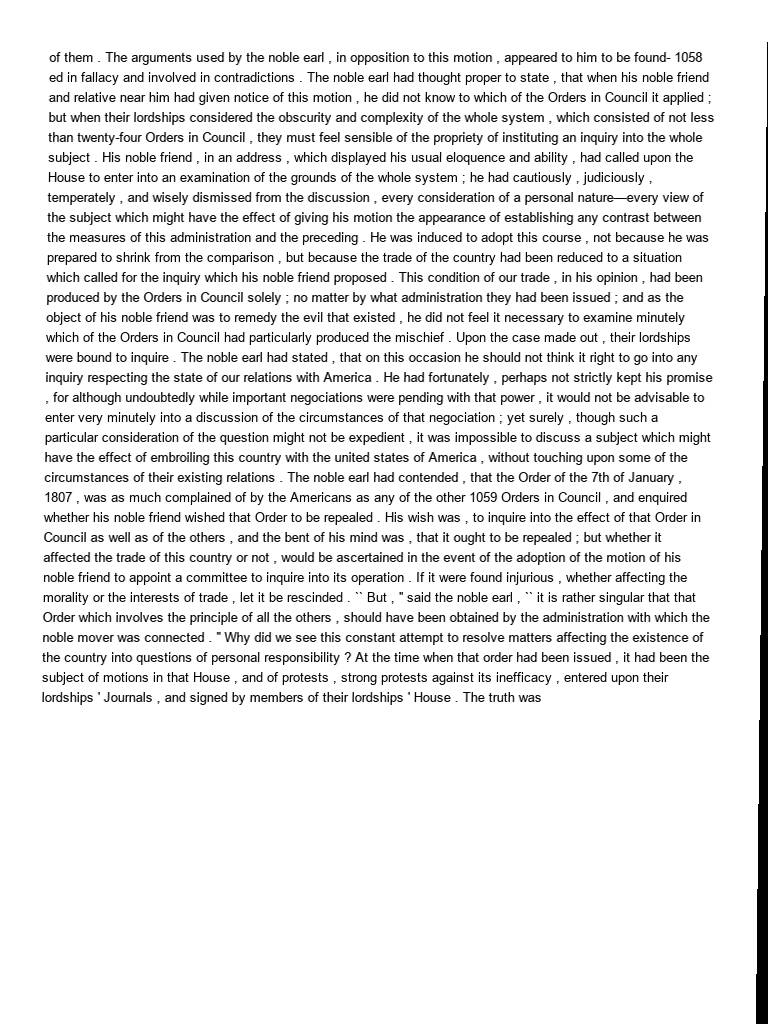 of them . The arguments used by the noble earl , in opposition to this motion , appeared to him to be found- 1058
ed in fallacy and involved in contradictions . The noble earl had thought proper to state , that when his noble friend
and relative near him had given notice of this motion , he did not know to which of the Orders in Council it applied ;
but when their lordships considered the obscurity and complexity of the whole system , which consisted of not less
than twenty-four Orders in Council , they must feel sensible of the propriety of instituting an inquiry into the whole
subject . His noble friend , in an address , which displayed his usual eloquence and ability , had called upon the
House to enter into an examination of the grounds of the whole system ; he had cautiously , judiciously ,
temperately , and wisely dismissed from the discussion , every consideration of a personal nature—every view of
the subject which might have the effect of giving his motion the appearance of establishing any contrast between
the measures of this administration and the preceding . He was induced to adopt this course , not because he was
prepared to shrink from the comparison , but because the trade of the country had been reduced to a situation
which called for the inquiry which his noble friend proposed . This condition of our trade , in his opinion , had been
produced by the Orders in Council solely ; no matter by what administration they had been issued ; and as the
object of his noble friend was to remedy the evil that existed , he did not feel it necessary to examine minutely
which of the Orders in Council had particularly produced the mischief . Upon the case made out , their lordships
were bound to inquire . The noble earl had stated , that on this occasion he should not think it right to go into any
inquiry respecting the state of our relations with America . He had fortunately , perhaps not strictly kept his promise
, for although undoubtedly while important negociations were pending with that power , it would not be advisable to
enter very minutely into a discussion of the circumstances of that negociation ; yet surely , though such a
particular consideration of the question might not be expedient , it was impossible to discuss a subject which might
have the effect of embroiling this country with the united states of America , without touching upon some of the
circumstances of their existing relations . The noble earl had contended , that the Order of the 7th of January ,
1807 , was as much complained of by the Americans as any of the other 1059 Orders in Council , and enquired
whether his noble friend wished that Order to be repealed . His wish was , to inquire into the effect of that Order in
Council as well as of the others , and the bent of his mind was , that it ought to be repealed ; but whether it
affected the trade of this country or not , would be ascertained in the event of the adoption of the motion of his
noble friend to appoint a committee to inquire into its operation . If it were found injurious , whether affecting the
morality or the interests of trade , let it be rescinded . `` But , '' said the noble earl , `` it is rather singular that that
Order which involves the principle of all the others , should have been obtained by the administration with which the
noble mover was connected . '' Why did we see this constant attempt to resolve matters affecting the existence of
the country into questions of personal responsibility ? At the time when that order had been issued , it had been the
subject of motions in that House , and of protests , strong protests against its inefficacy , entered upon their
lordships ' Journals , and signed by members of their lordships ' House . The truth was